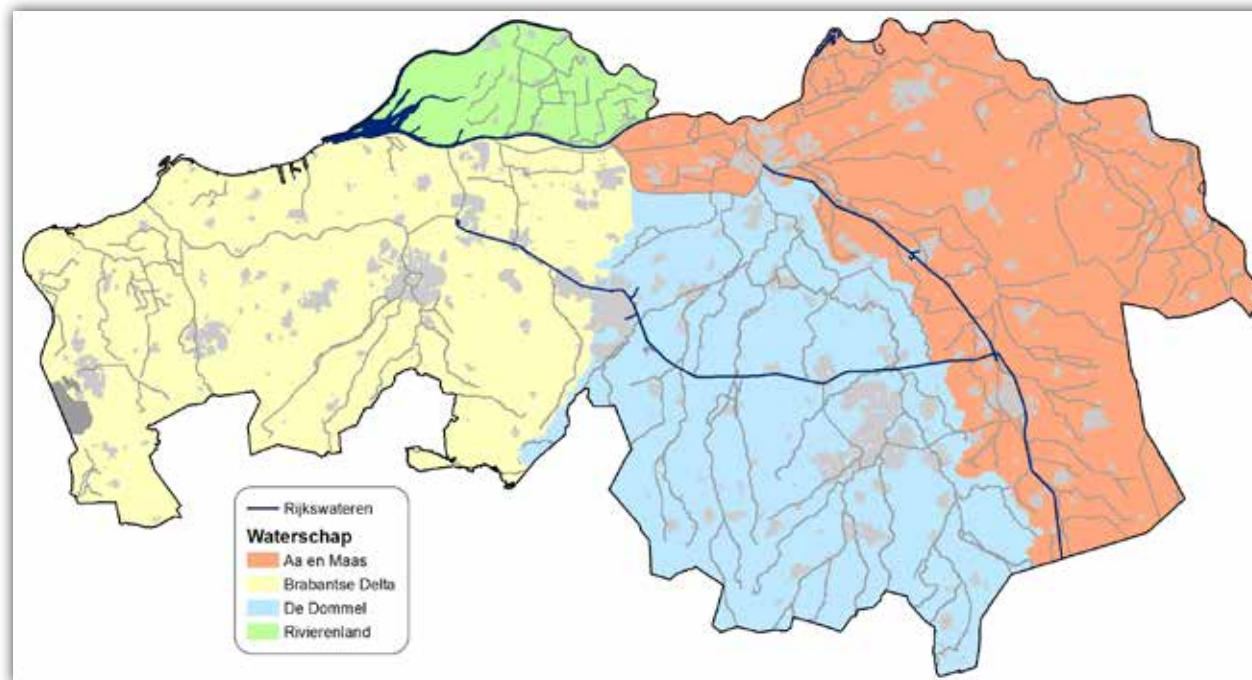 Rijkswateren
Waterschap
Aa en Maas
Brabantse Delta
De Dommel
Rivierenland